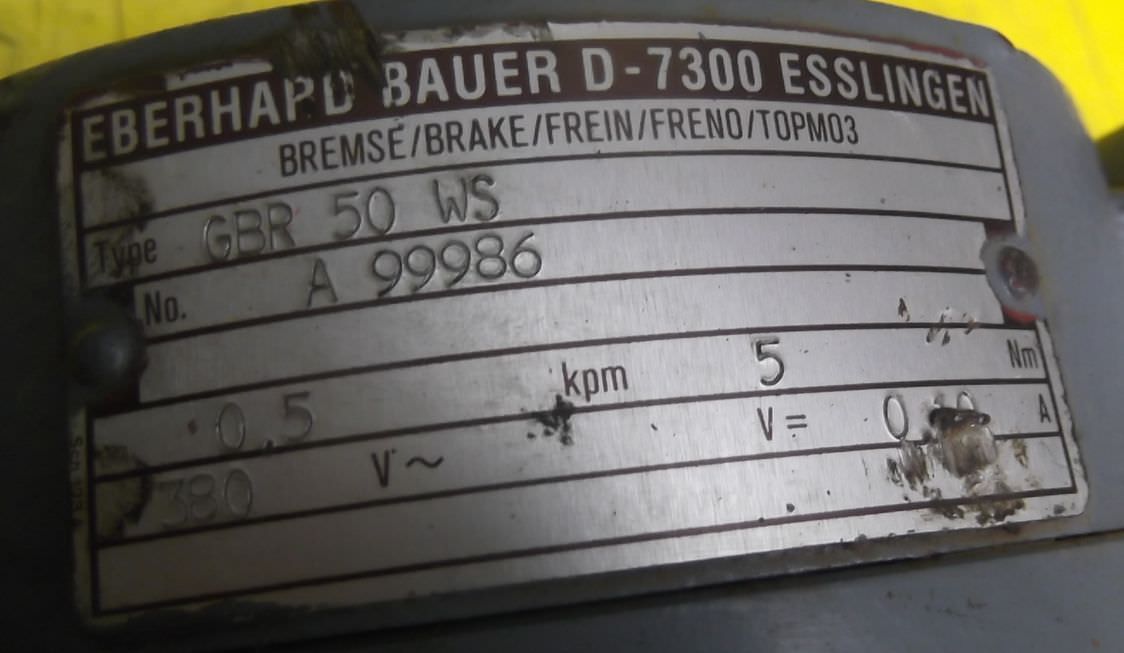 EBERHARD BAUER D-7300 ESSLINGEN
BREMSE/BRAKE/FREIN/FRENO/TOPMO3
Type GBR 50 WS
No. A 99986
0,5 kpm 5 Nm
380 V~ V= A